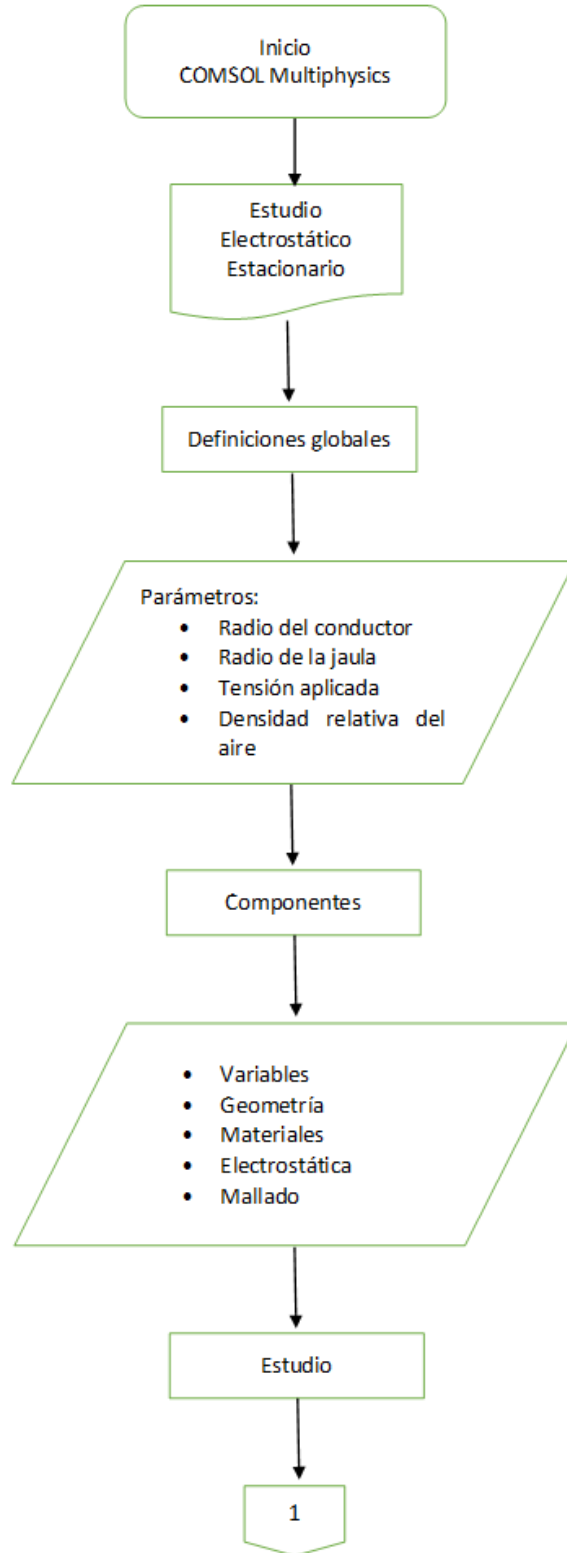 Inicio
COMSOL Multiphysics
Estudio
Electrostático
Estacionario
Definiciones globales
Parámetros:
• Radio del conductor
• Radio de la jaula
• Tensión aplicada
• Densidad relativa del
aire
Componentes
• Variables
• Geometría
• Materiales
• Electrostática
• Mallado
Estudio
1